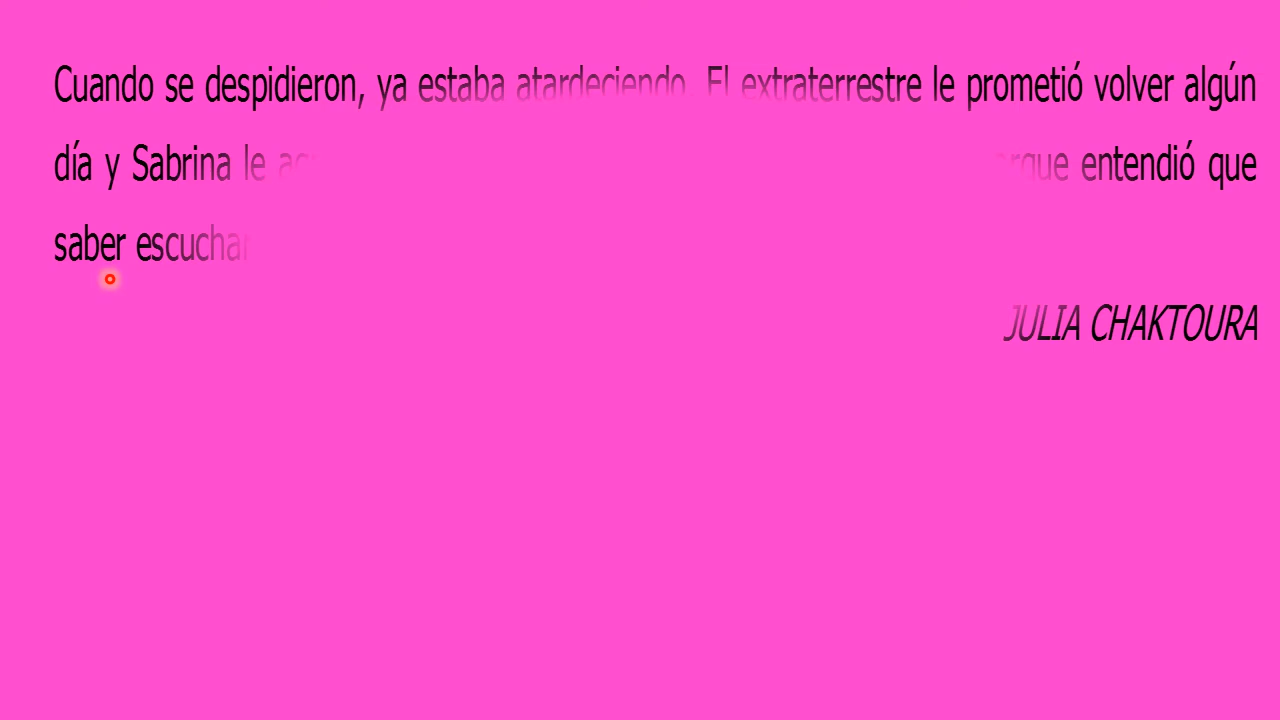 Cuando se despidieron, ya estaba atardeciendo. El extraterrestre le prometió volver algún
día y Sabrina le entendió que
saber escuchar
JULIA CHAKTOURA